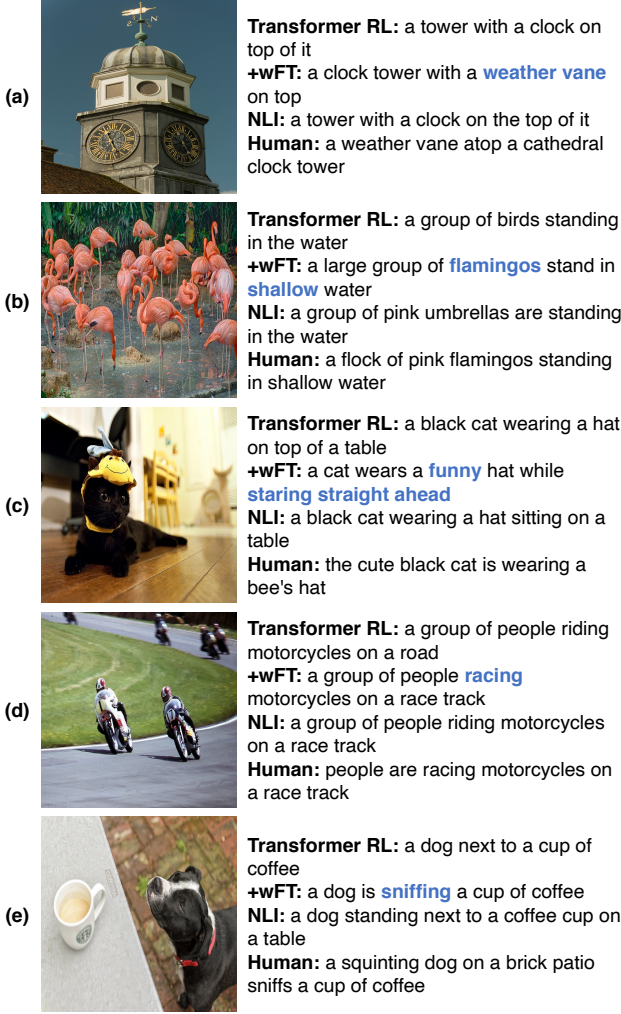 (a)
Transformer RL: a tower with a clock on
top of it
+wFT: a clock tower with a weather vane
on top
NLI: a tower with a clock on the top of it
Human: a weather vane atop a cathedral
clock tower
(b)
Transformer RL: a group of birds standing
in the water
+wFT: a large group of flamingos stand in
shallow water
NLI: a group of pink umbrellas are standing
in the water
Human: a flock of pink flamingos standing
in shallow water
(c)
Transformer RL: a black cat wearing a hat
on top of a table
+wFT: a cat wears a funny hat while
staring straight ahead
NLI: a black cat wearing a hat sitting on a
table
Human: the cute black cat is wearing a
bee's hat
(d)
Transformer RL: a group of people riding
motorcycles on a road
+wFT: a group of people racing
motorcycles on a race track
NLI: a group of people riding motorcycles
on a race track
Human: people are racing motorcycles on
a race track
(e)
Transformer RL: a dog next to a cup of
coffee
+wFT: a dog is sniffing a cup of coffee
NLI: a dog standing next to a coffee cup on
a table
Human: a squinting dog on a brick patio
sniffs a cup of coffee